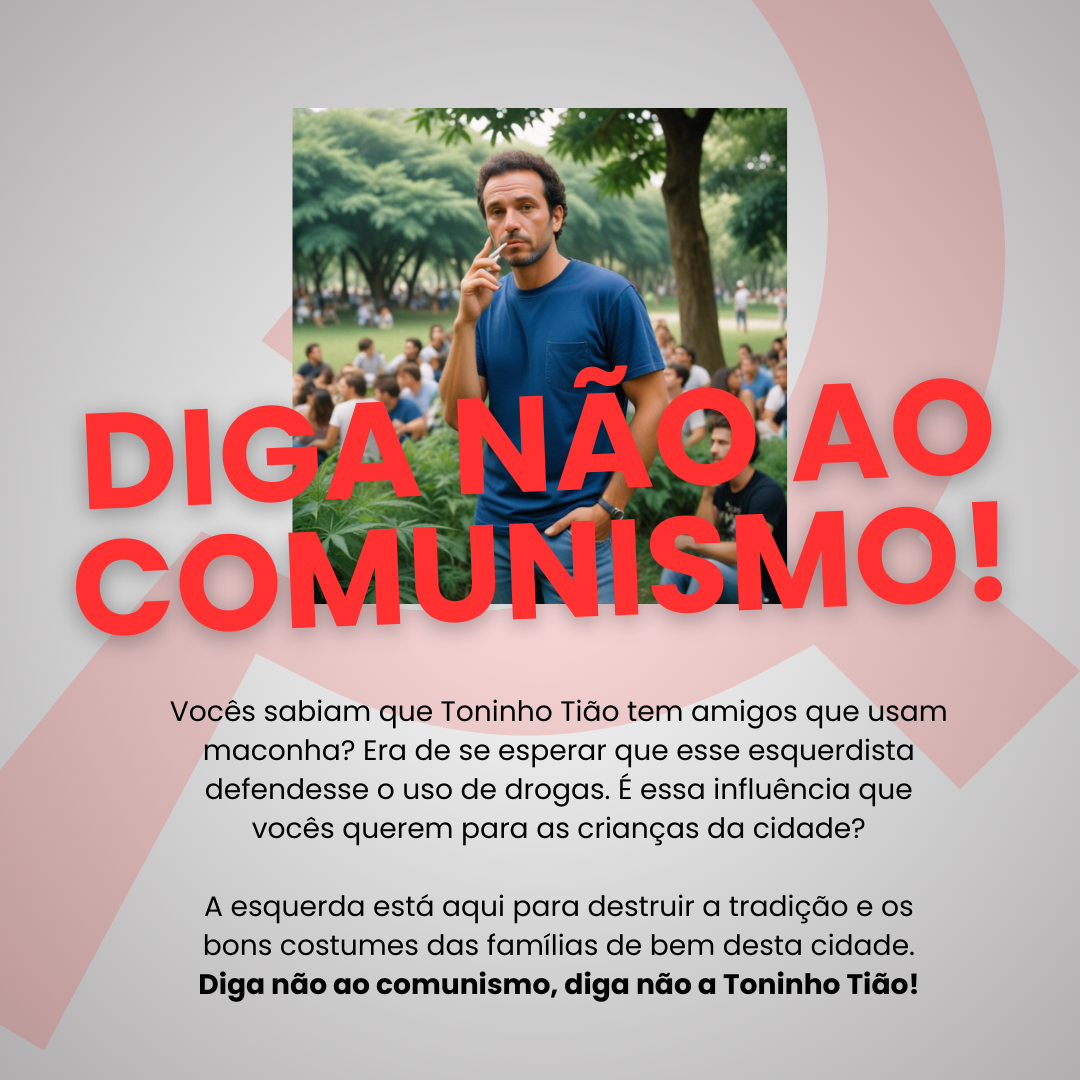 DIGA NÃO AO
COMUNISMO!
Vocês sabiam que Toninho Tião tem amigos que usam
maconha? Era de se esperar que esse esquerdista
defendesse o uso de drogas. É essa influência que
vocês querem para as crianças da cidade?
A esquerda está aqui para destruir a tradição e os
bons costumes das famílias de bem desta cidade.
Diga não ao comunismo, diga não a Toninho Tião!